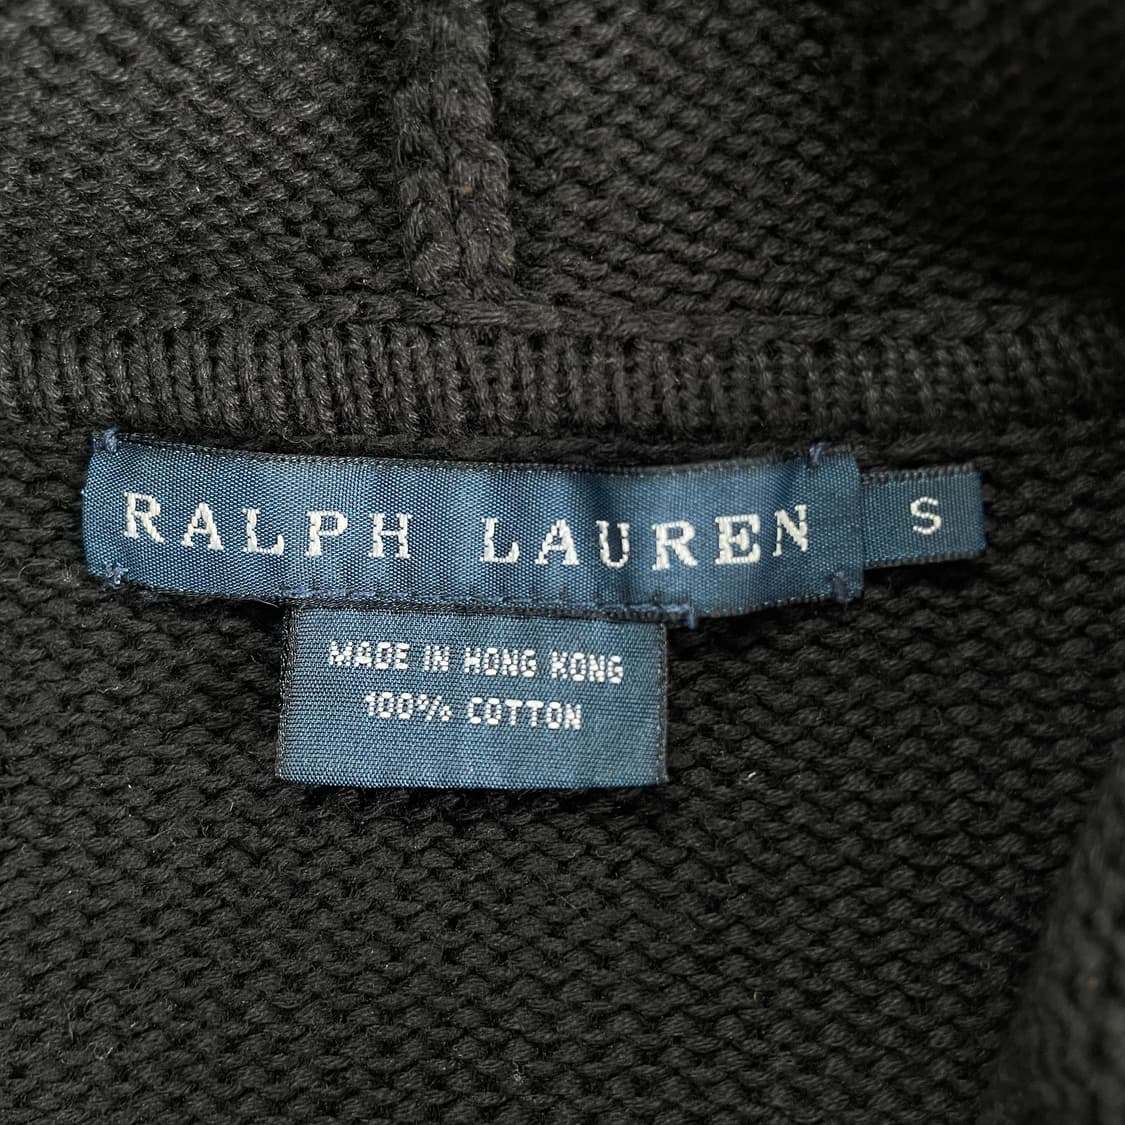 RALPH LAUREN S
MADE IN HONG KONG
100% COTTON